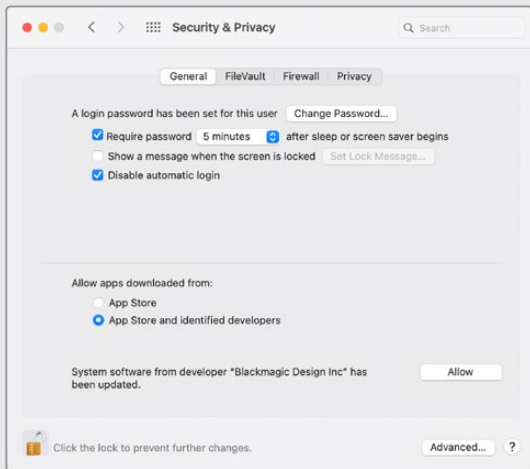 Security & Privacy
Search
General FileVault Firewall Privacy
A login password has been set for this user Change Password...
Require password 5 minutes after sleep or screen saver begins
Show a message when the screen is locked Set Lock Message...
Disable automatic login
Allow apps downloaded from:
App Store
App Store and identified developers
System software from developer “Blackmagic Design Inc” has Allow
been updated.
Click the lock to prevent further changes.
Advanced... ?